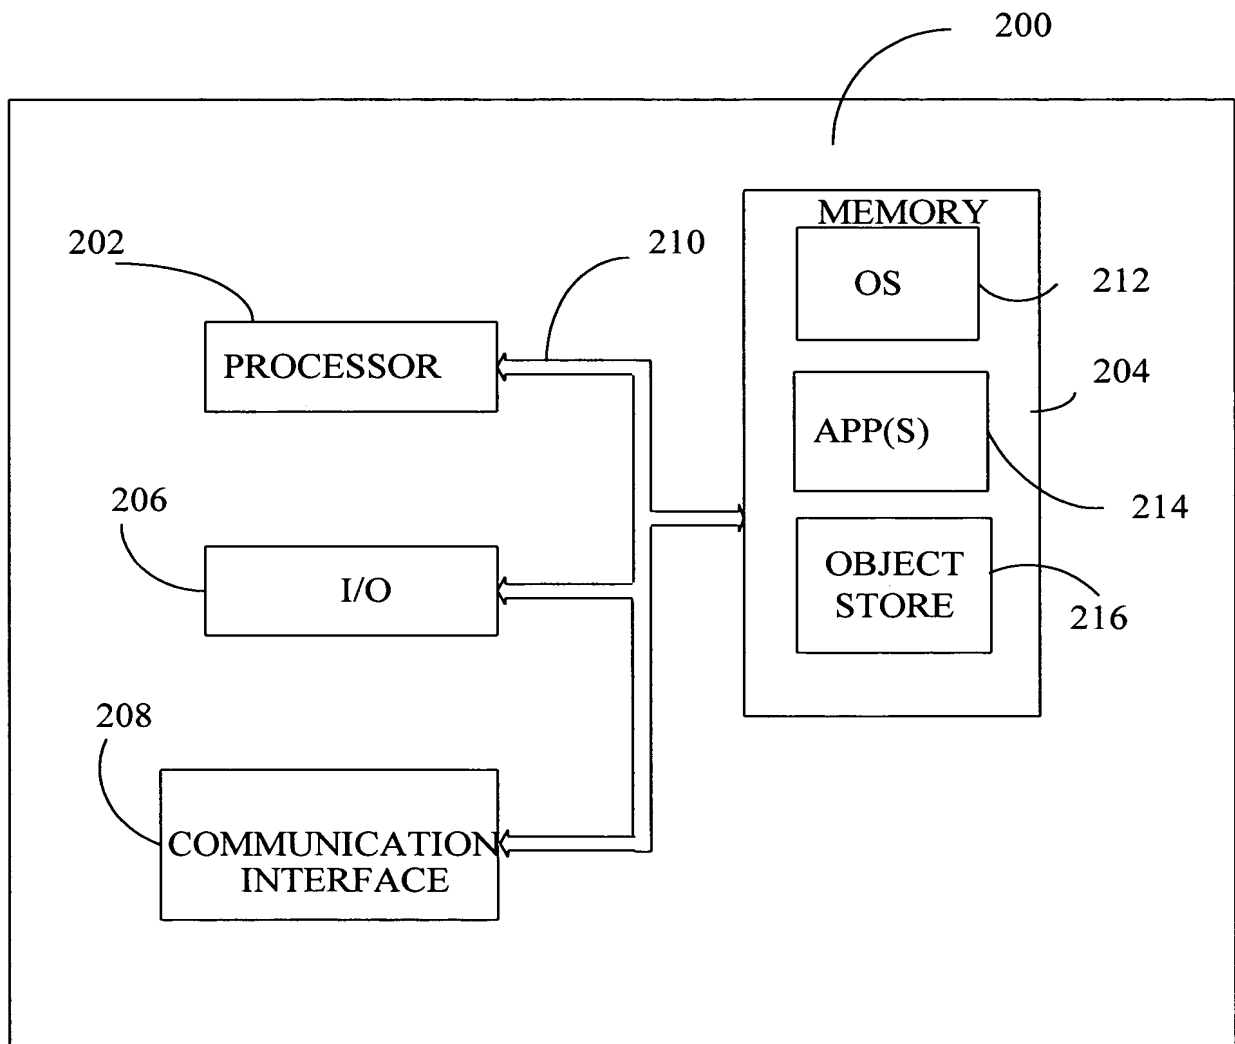 200
MEMORY
202
210
OS
212
PROCESSOR
204
APP(S)
206
214
I/O
OBJECT
STORE
216
208
COMMUNICATION
INTERFACE